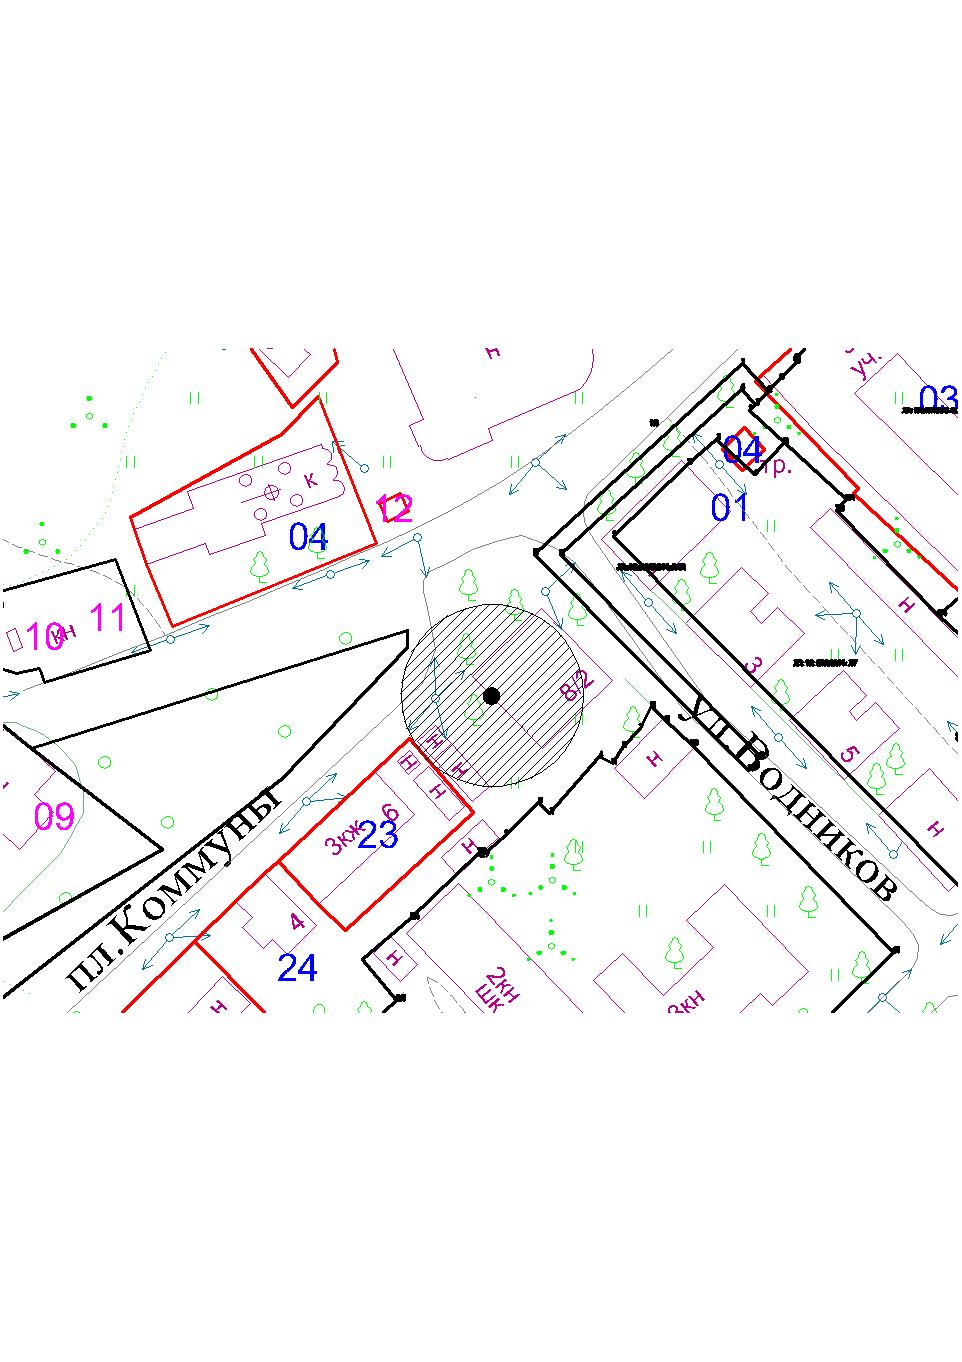 К
04
12
11
10
кн
09
уч.
03
04
тр.
01
н
3
5
н
8/2
ул.Водников
н
н
н
н
н
н
3кж
6
23
пл.Коммуны
4
24
н
н
2кн
шк
3кн